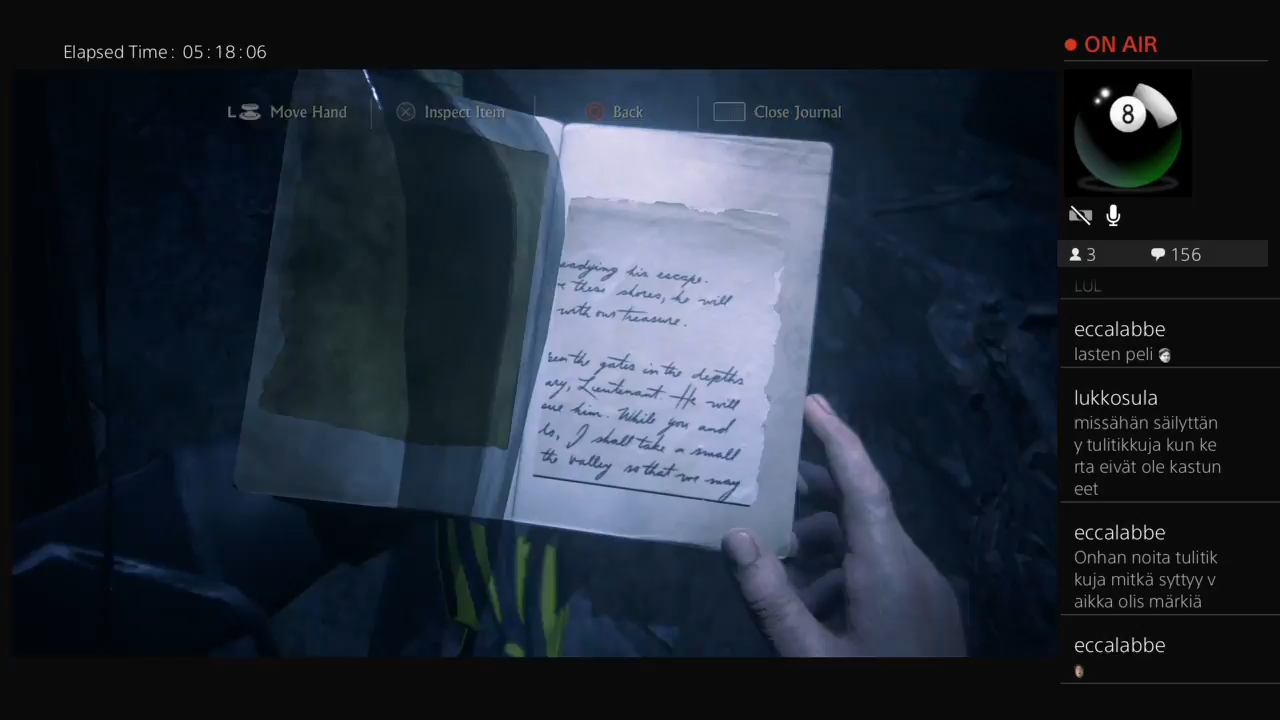 Elapsed Time: 05:18:06
L Move Hand
Inspect Item
Back
Close Journal
eadying his escape.
these shores, he will
with our treasure.
the gates in the depths
Lieutenant. He will
him. While you and
I shall take a small
the valley so that we may
ON AIR
8
3
156
LUL
eccalabbe
lasten peli
lukkosula
missähän säilyttän
y tulitikkuja kun ke
rta eivät ole kastun
eet
eccalabbe
Onhan noita tulitik
kuja mitkä syttyy v
aikka olis märkiä
eccalabbe